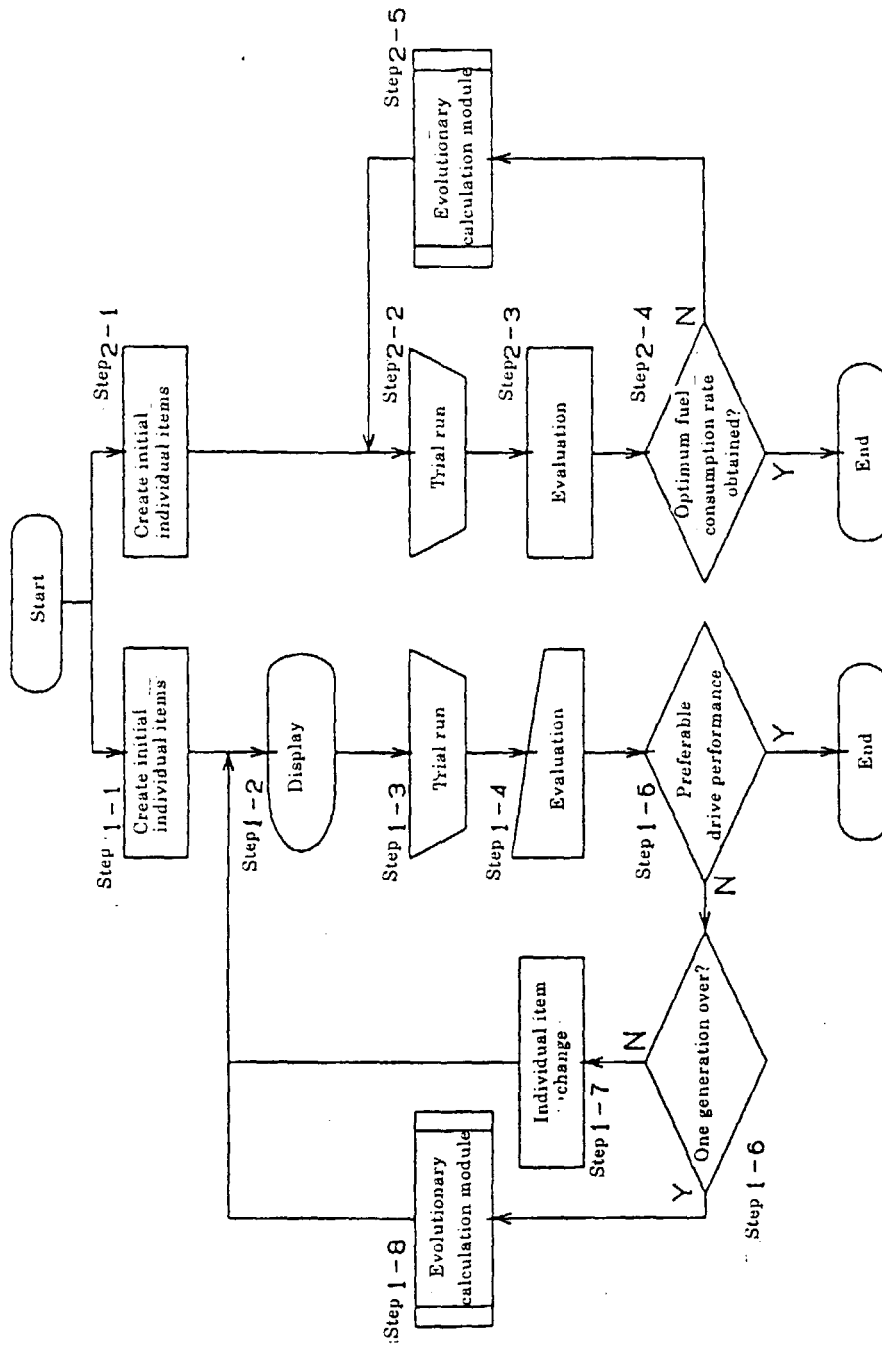 Start
Step 1-1
Create initial
individual items
Step 1-2
Display
Step 1-3
Trial run
Step 1-4
Evaluation
Step 1-5
Preferable
drive performance
Y
N
End
One generation over?
Step 1-6
N
Y
Individual item
change
Step 1-7
Evolutionary
calculation module
Step 1-8
Step 2-1
Create initial
individual items
Step 2-2
Trial run
Step 2-3
Evaluation
Step 2-4
Optimum fuel
consumption rate
obtained?
N
Y
End
Step 2-5
Evolutionary
calculation module